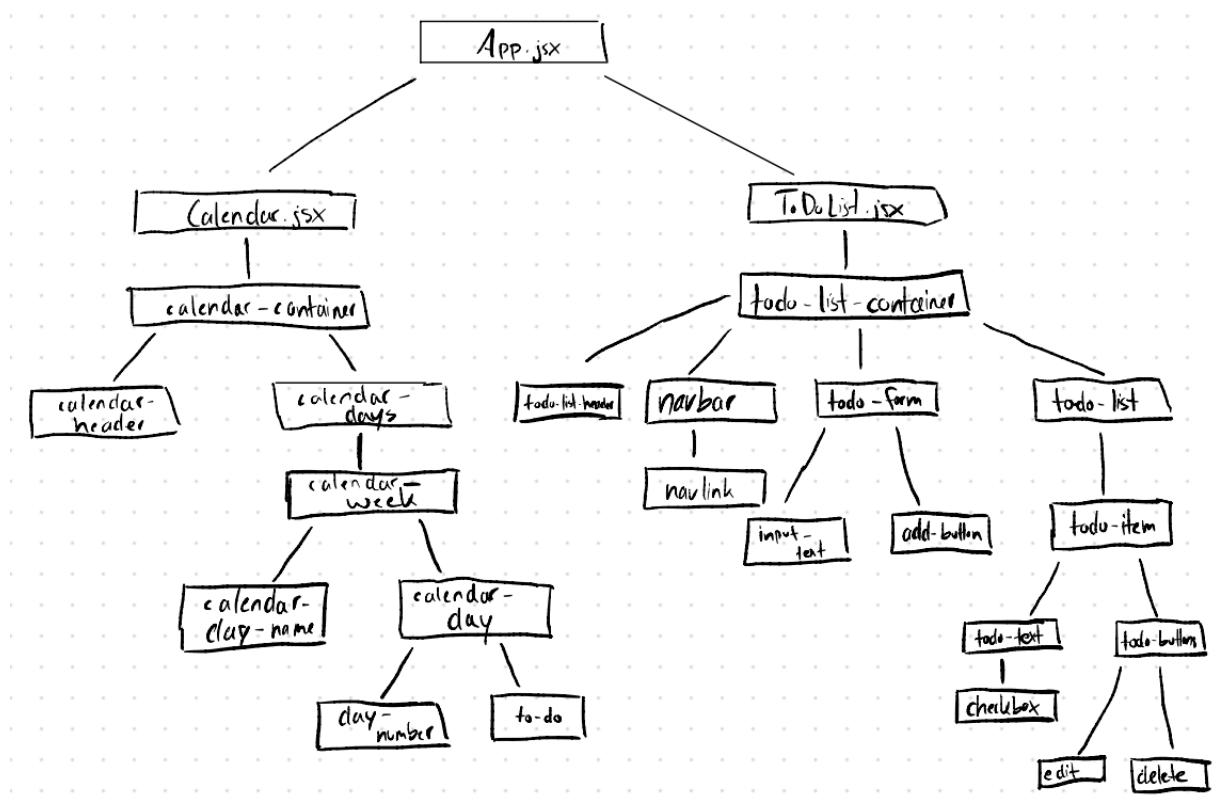 App.jsx
Calendar.jsx
ToDoList.jsx
calendar-container
todo-list-container
calendar-
header
calendar-
days
todo-list-header
navbar
todo-form
todo-list
calendar-
week
navlink
input-
text
add-button
todo-item
calendar-
day-name
calendar-
day
todo-text
todo-buttons
day-
number
to-do
checkbox
edit
delete